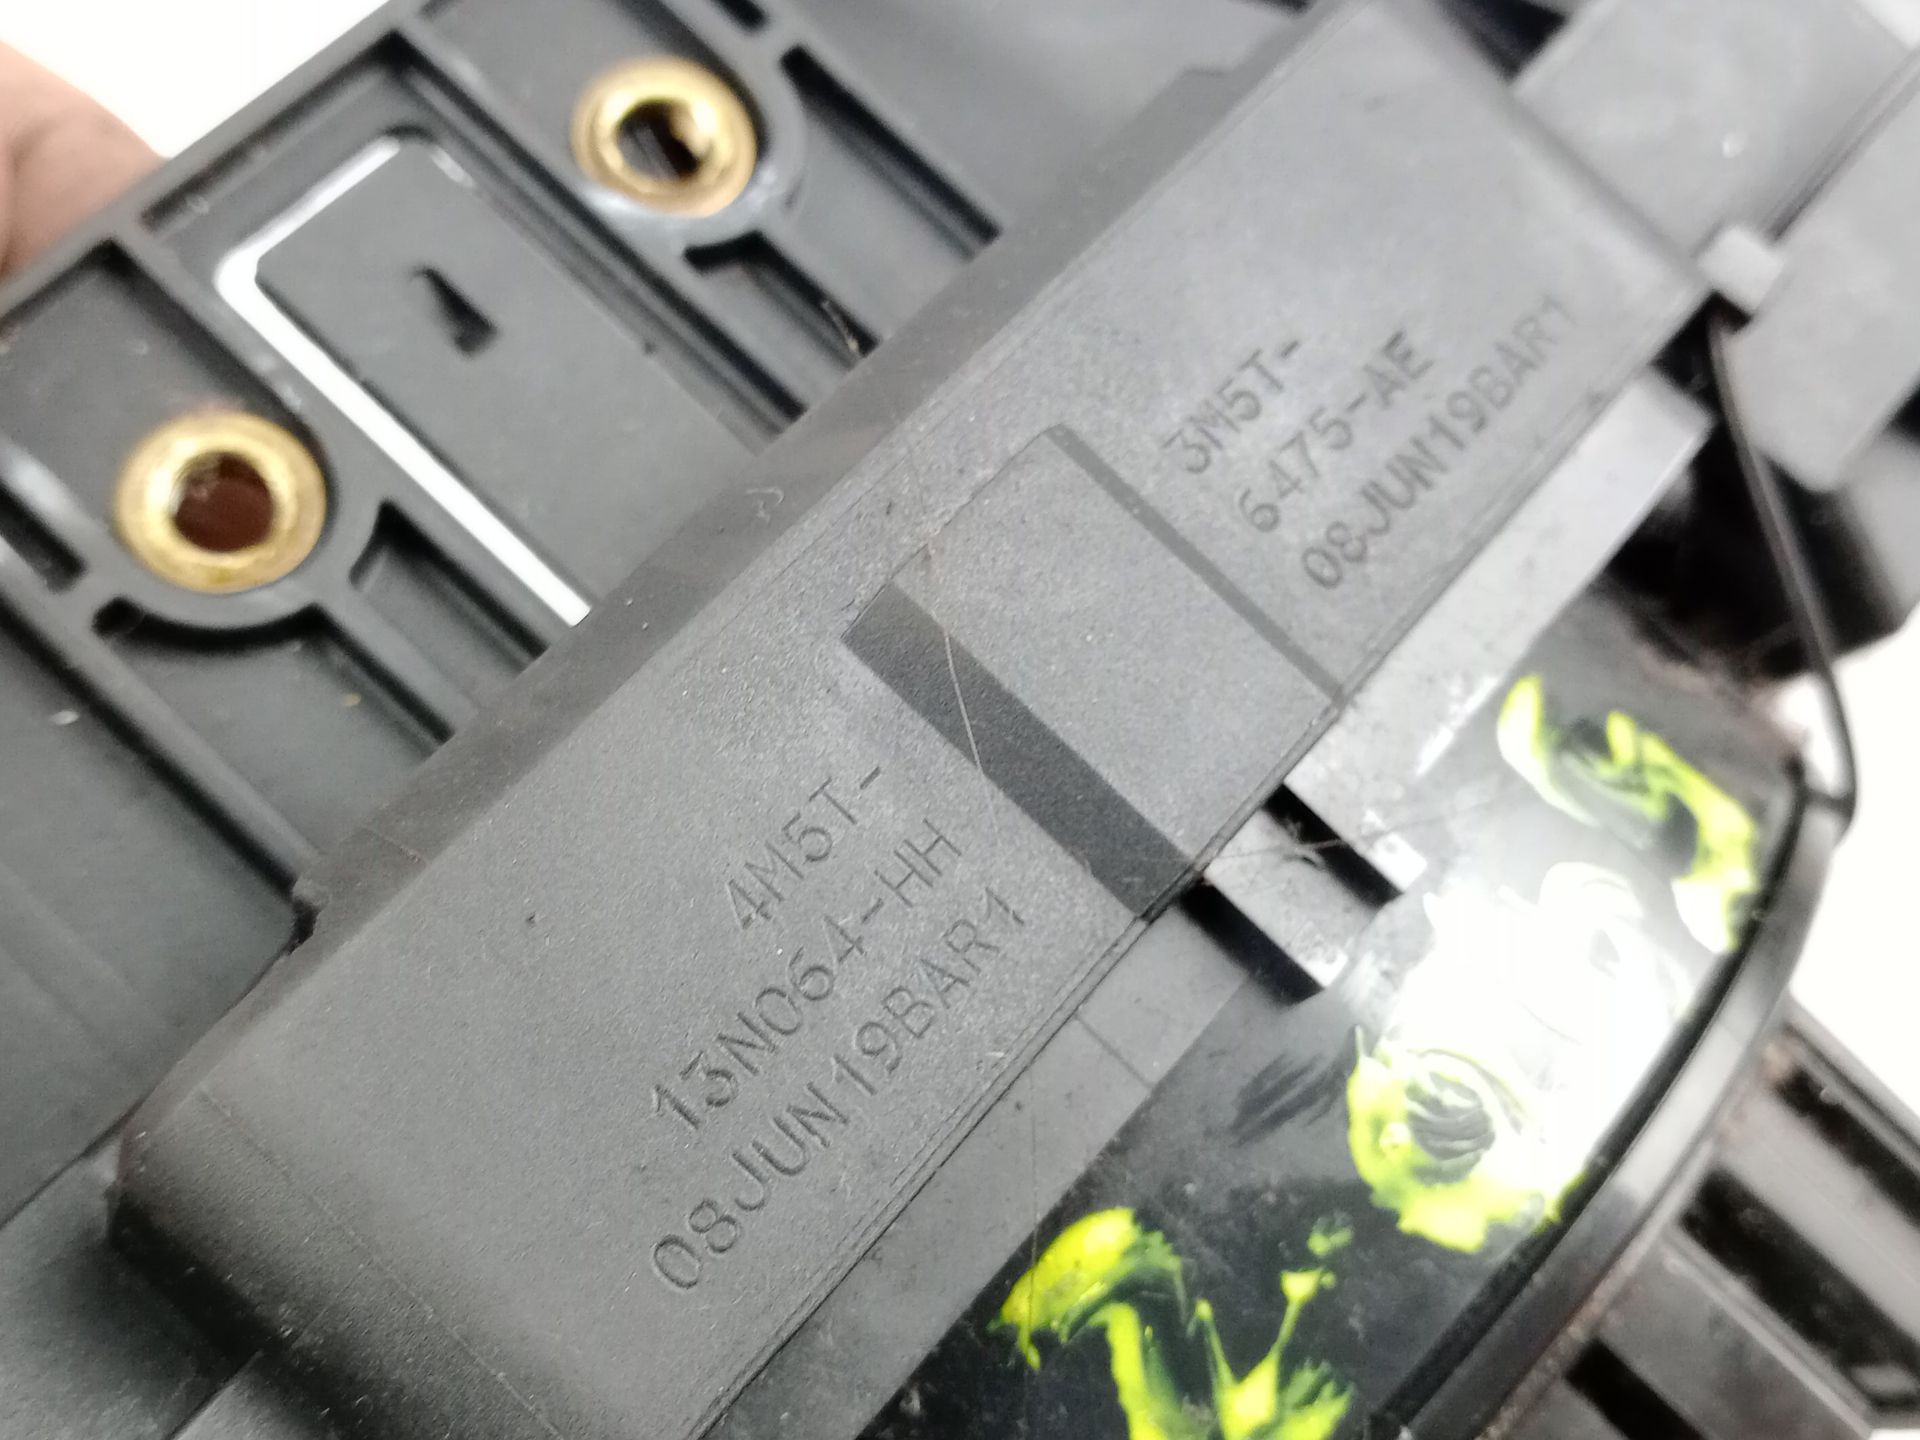 3M5T-
6475-AE
08JUN19BAR1
4M5T-
13N064-HH
08JUN19BAR1